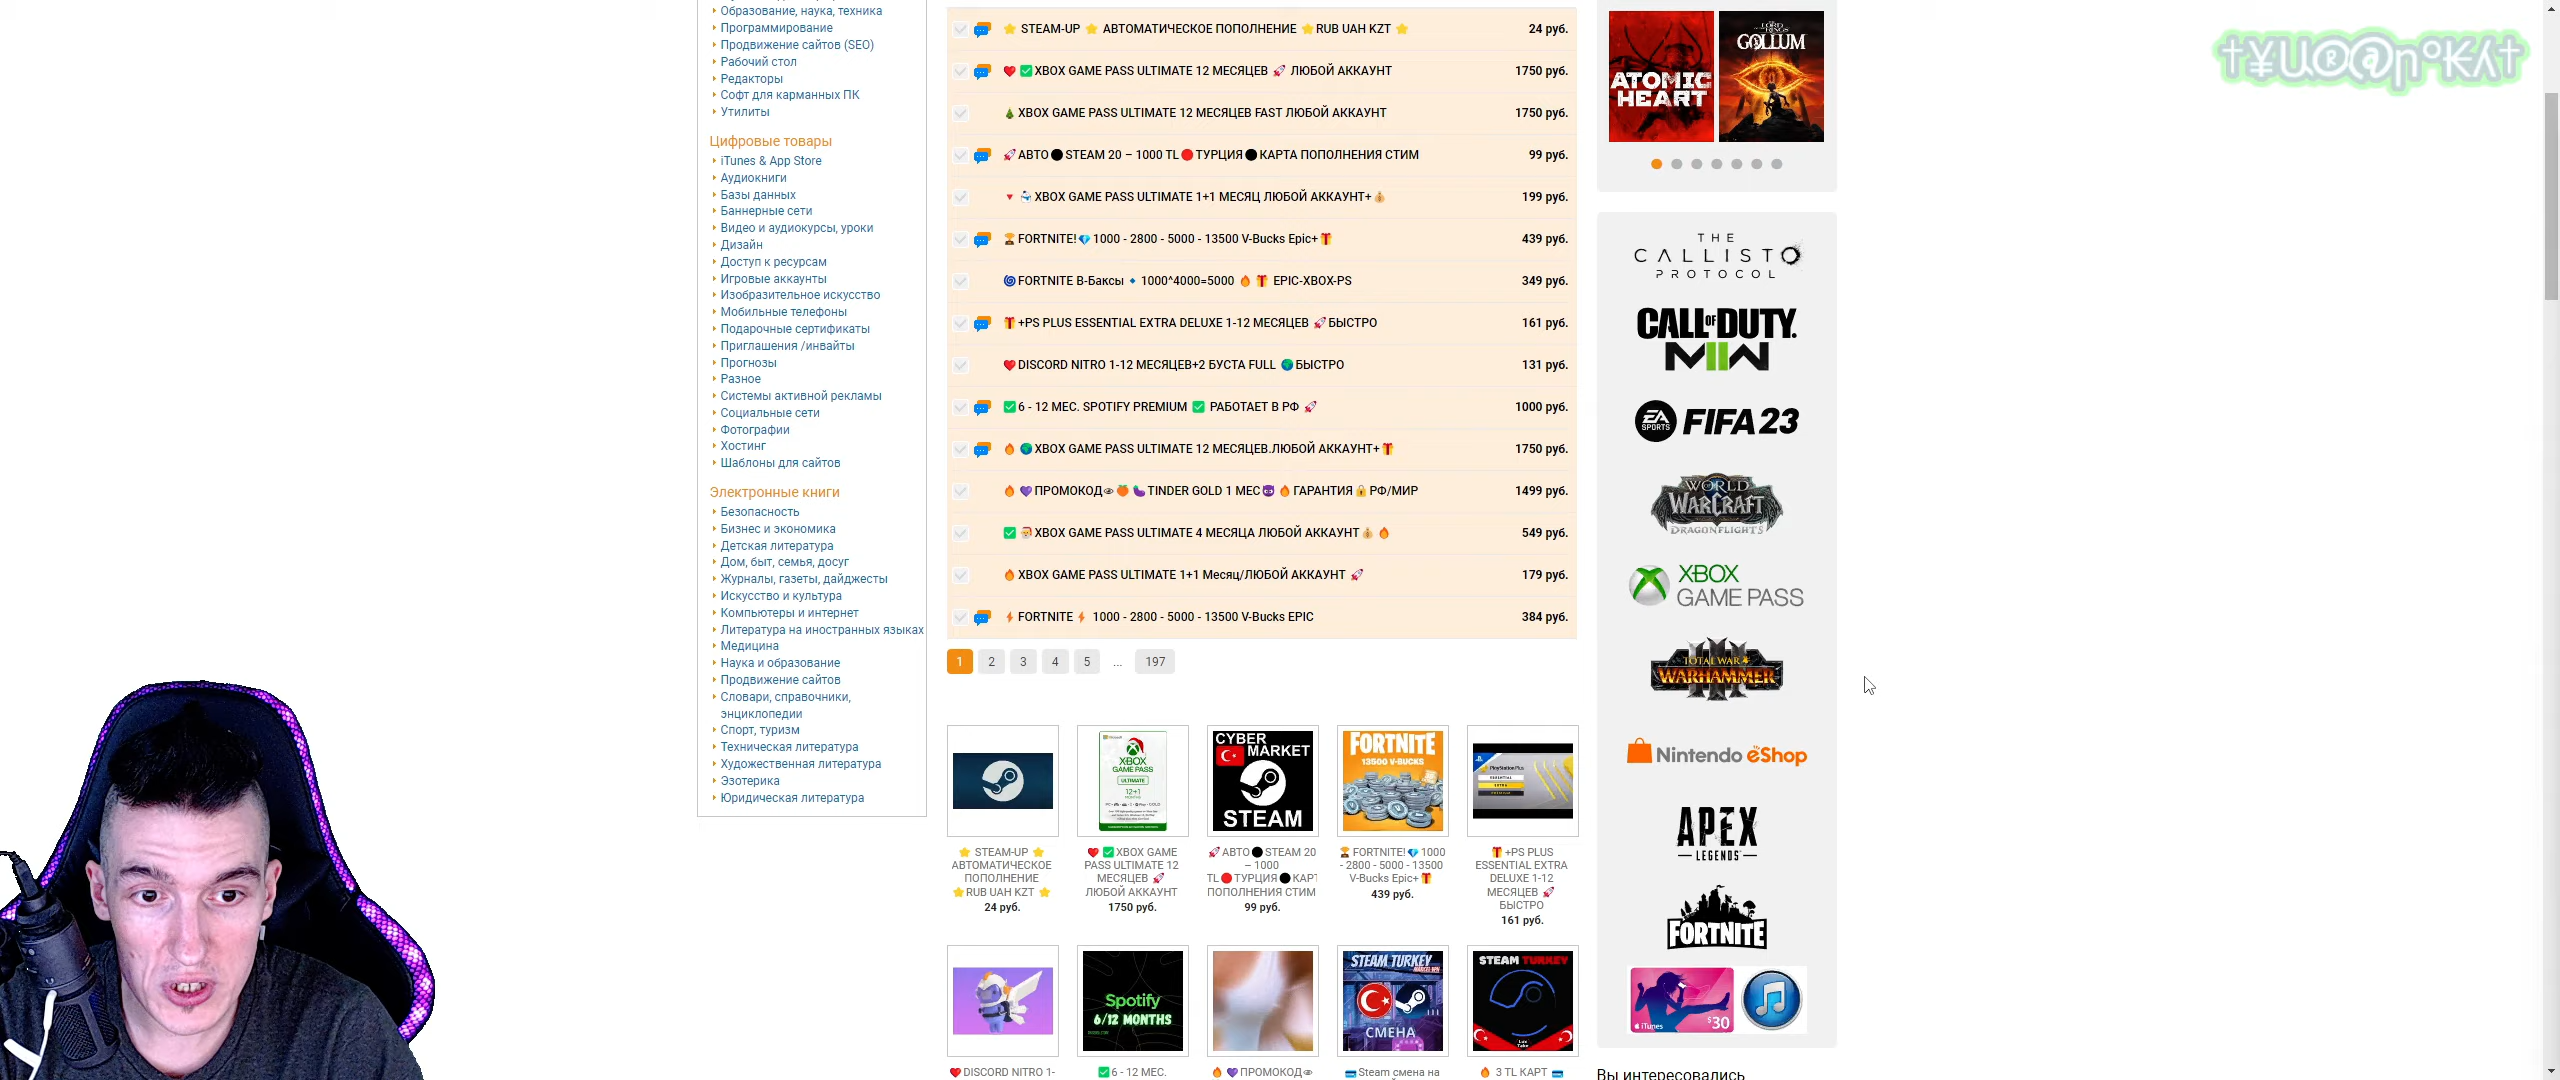 Образование, наука, техника
Программирование
Продвижение сайтов (SEO)
Рабочий стол
Редакторы
Софт для карманных ПК
Утилиты
Цифровые товары
iTunes & App Store
Аудиокниги
Базы данных
Баннерные сети
Видео и аудиокурсы, уроки
Дизайн
Доступ к ресурсам
Игровые аккаунты
Изобразительное искусство
Мобильные телефоны
Подарочные сертификаты
Приглашения /инвайты
Прогнозы
Разное
Системы активной рекламы
Социальные сети
Фотографии
Хостинг
Шаблоны для сайтов
Электронные книги
Безопасность
Бизнес и экономика
Детская литература
Дом, быт, семья, досуг
Журналы, газеты, дайджесты
Искусство и культура
Компьютеры и интернет
Литература на иностранных языках
Медицина
Наука и образование
Продвижение сайтов
Словари, справочники,
энциклопедии
Спорт, туризм
Техническая литература
Художественная литература
Эзотерика
Юридическая литература
⭐ STEAM-UP ⭐ АВТОМАТИЧЕСКОЕ ПОПОЛНЕНИЕ ⭐RUB UAH KZT ⭐ 24 руб.
❤️ ✅XBOX GAME PASS ULTIMATE 12 МЕСЯЦЕВ 🚀 ЛЮБОЙ АККАУНТ 1750 руб.
🌲XBOX GAME PASS ULTIMATE 12 МЕСЯЦЕВ FAST ЛЮБОЙ АККАУНТ 1750 руб.
🚀АВТО⚫STEAM 20 – 1000 TL🔴ТУРЦИЯ⚫КАРТА ПОПОЛНЕНИЯ СТИМ 99 руб.
🔻 XBOX GAME PASS ULTIMATE 1+1 МЕСЯЦ ЛЮБОЙ АККАУНТ+💰 199 руб.
🏆FORTNITE!💎1000 - 2800 - 5000 - 13500 V-Bucks Epic+🎁 439 руб.
🌀FORTNITE В-Баксы 🔹 1000^4000=5000 🔥 🎁 EPIC-XBOX-PS 349 руб.
🎁+PS PLUS ESSENTIAL EXTRA DELUXE 1-12 МЕСЯЦЕВ 🚀БЫСТРО 161 руб.
❤️DISCORD NITRO 1-12 МЕСЯЦЕВ+2 БУСТА FULL 🌍БЫСТРО 131 руб.
✅6 - 12 МЕС. SPOTIFY PREMIUM ✅ РАБОТАЕТ В РФ 🚀 1000 руб.
🔥 🌍XBOX GAME PASS ULTIMATE 12 МЕСЯЦЕВ.ЛЮБОЙ АККАУНТ+🎁 1750 руб.
🔥 💜ПРОМОКОД👁🍑🍆TINDER GOLD 1 МЕС😈🔥ГАРАНТИЯ🔒РФ/МИР 1499 руб.
✅ 🎅XBOX GAME PASS ULTIMATE 4 МЕСЯЦА ЛЮБОЙ АККАУНТ💰 🔥 549 руб.
🔥XBOX GAME PASS ULTIMATE 1+1 Месяц/ЛЮБОЙ АККАУНТ 🚀 179 руб.
⚡FORTNITE⚡ 1000 - 2800 - 5000 - 13500 V-Bucks EPIC 384 руб.
1 2 3 4 5 ... 197
CYBER
MARKET
STEAM
XBOX
GAME PASS
ULTIMATE
12+1
FORTNITE
13500 V-BUCKS
PlayStation Plus
⭐ STEAM-UP ⭐
АВТОМАТИЧЕСКОЕ
ПОПОЛНЕНИЕ
⭐RUB UAH KZT ⭐
24 руб.
❤️ ✅XBOX GAME
PASS ULTIMATE 12
МЕСЯЦЕВ 🚀
ЛЮБОЙ АККАУНТ
1750 руб.
🚀АВТО⚫STEAM 20
– 1000
TL🔴ТУРЦИЯ⚫КАРТ
ПОПОЛНЕНИЯ СТИМ
99 руб.
🏆FORTNITE!💎1000
- 2800 - 5000 - 13500
V-Bucks Epic+🎁
439 руб.
🎁+PS PLUS
ESSENTIAL EXTRA
DELUXE 1-12
МЕСЯЦЕВ 🚀
БЫСТРО
161 руб.
Spotify
6/12 MONTHS
STEAM TURKEY
СМЕНА
STEAM TURKEY
❤️DISCORD NITRO 1-
✅6 - 12 МЕС.
🔥 💜ПРОМОКОД👁
Steam смена на
🔥 3 TL КАРТ
ATOMIC
HEART
GOLLUM
THE
CALLISTO
PROTOCOL
CALL OF DUTY.
MWII
EA
SPORTS
FIFA 23
WORLD
WARCRAFT
DRAGONFLIGHT
XBOX
GAME PASS
TOTAL WAR
WARHAMMER
III
Nintendo eShop
APEX
LEGENDS
FORTNITE
iTunes
$30
Вы интересовались
t¥U®@η°Kλt